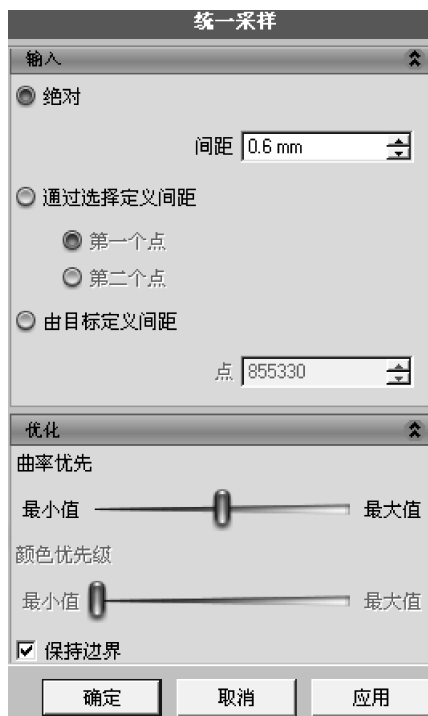 统一采样
输入
绝对
间距 0.6 mm
通过选择定义间距
第一个点
第二个点
由目标定义间距
点 855330
优化
曲率优先
最小值 最大值
颜色优先级
最小值 最大值
保持边界
确定 取消 应用